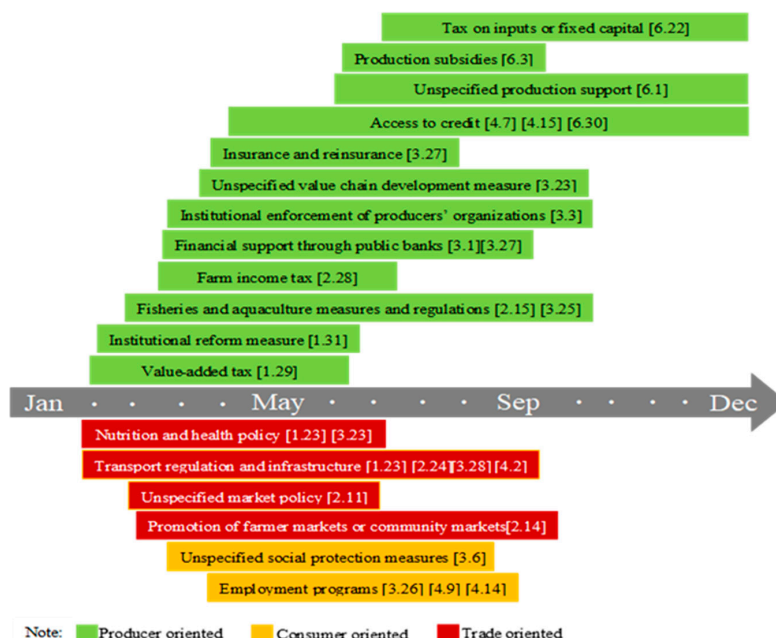 Tax on inputs or fixed capital [6.22]
Production subsidies [6.3]
Unspecified production support [6.1]
Access to credit [4.7] [4.15] [6.30]
Insurance and reinsurance [3.27]
Unspecified value chain development measure [3.23]
Institutional enforcement of producers’ organizations [3.3]
Financial support through public banks [3.1][3.27]
Farm income tax [2.28]
Fisheries and aquaculture measures and regulations [2.15] [3.25]
Institutional reform measure [1.31]
Value-added tax [1.29]
Jan · · · · May · · · · Sep · · · · Dec
Nutrition and health policy [1.23] [3.23]
Transport regulation and infrastructure [1.23] [2.24][3.28] [4.2]
Unspecified market policy [2.11]
Promotion of farmer markets or community markets[2.14]
Unspecified social protection measures [3.6]
Employment programs [3.26] [4.9] [4.14]
Note: Producer oriented Consumer oriented Trade oriented